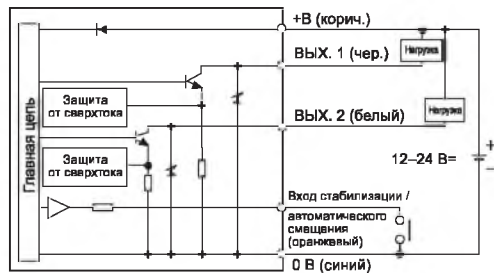 +В (корич.)
ВЫХ. 1 (чер.)
Нагрузка
Главная цепь
Защита
от сверхтока
ВЫХ. 2 (белый)
Нагрузка
Защита
от сверхтока
12–24 В=
+
–
Вход стабилизации /
автоматического
смещения
(оранжевый)
0 В (синий)